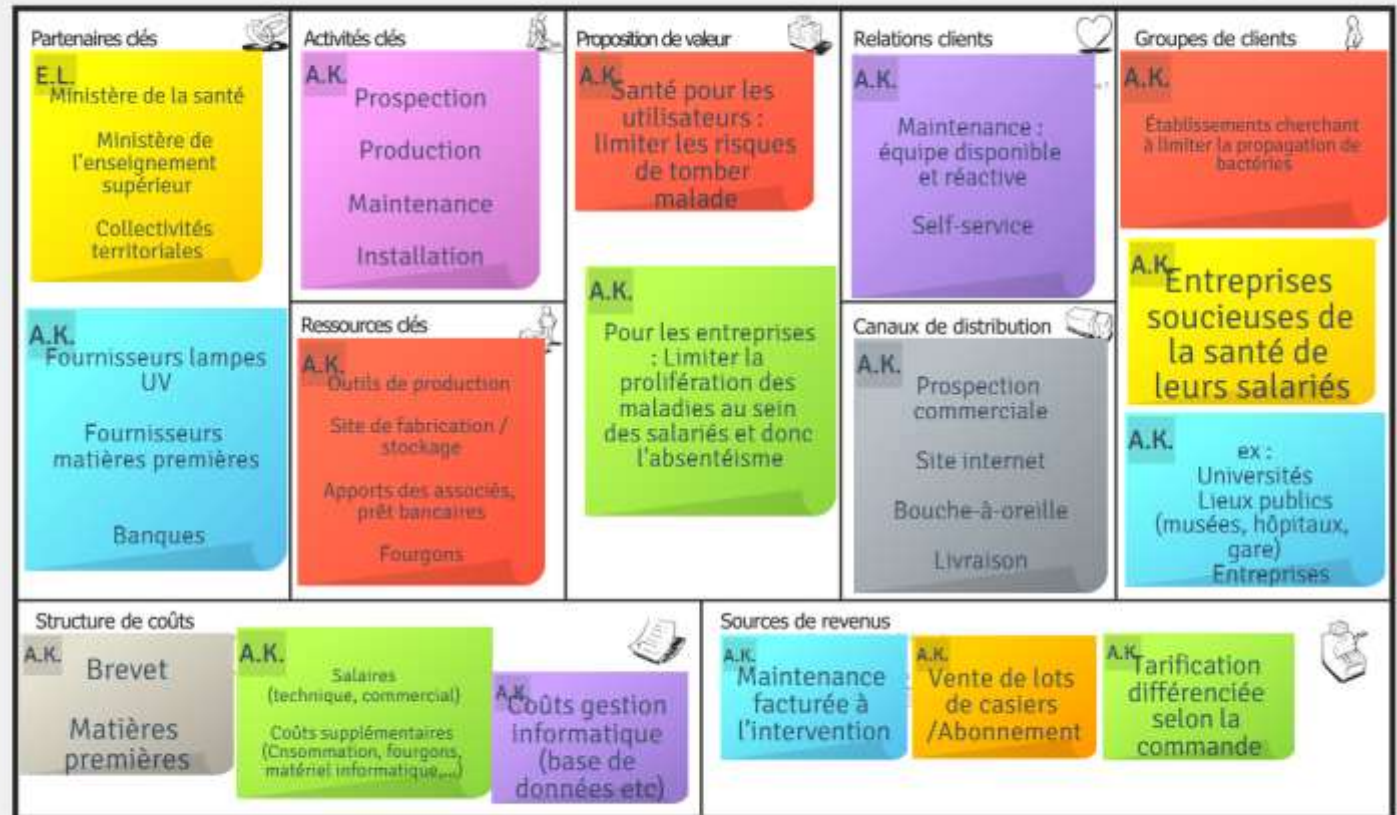 Partenaires clés
E.L.
Ministère de la santé
Ministère de
l'enseignement
supérieur
Collectivités
territoriales
A.K.
Fournisseurs lampes
UV
Fournisseurs
matières premières
Banques
Activités clés
A.K.
Prospection
Production
Maintenance
Installation
Ressources clés
A.K.
Outils de production
Site de fabrication /
stockage
Apports des associés,
prêt bancaires
Fourgons
Proposition de valeur
A.K.
Santé pour les
utilisateurs :
limiter les risques
de tomber
malade
A.K.
Pour les entreprises
: Limiter la
prolifération des
maladies au sein
des salariés et donc
l'absentéisme
Relations clients
A.K.
Maintenance :
équipe disponible
et réactive
Self-service
Canaux de distribution
A.K.
Prospection
commerciale
Site internet
Bouche-à-oreille
Livraison
Groupes de clients
A.K.
Établissements cherchant
à limiter la propagation de
bactéries
A.K.
Entreprises
soucieuses de
la santé de
leurs salariés
A.K.
ex :
Universités
Lieux publics
(musées, hôpitaux,
gare)
Entreprises
Structure de coûts
A.K.
Brevet
Matières
premières
A.K.
Salaires
(technique, commercial)
Coûts supplémentaires
(Cnsommation, fourgons,
matériel informatique,...)
A.K.
Coûts gestion
informatique
(base de
données etc)
Sources de revenus
A.K.
Maintenance
facturée à
l'intervention
A.K.
Vente de lots
de casiers
/Abonnement
A.K.
Tarification
différenciée
selon la
commande